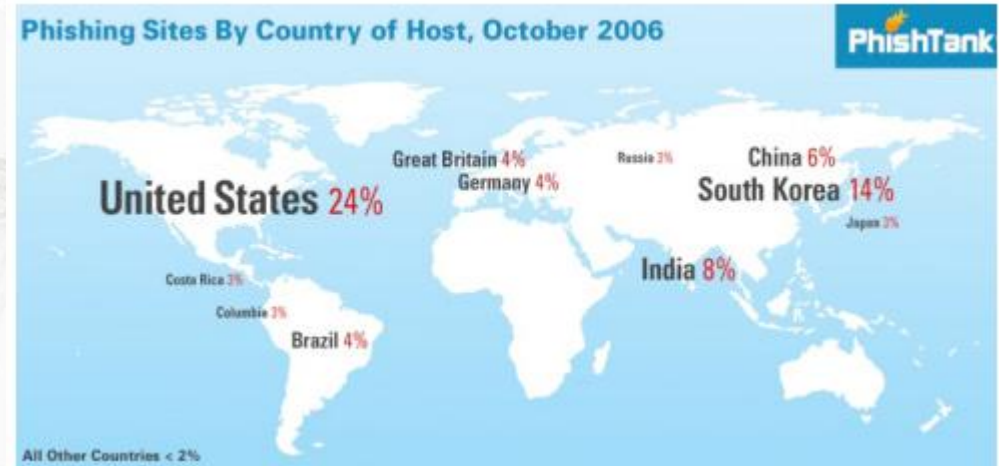 Phishing Sites By Country of Host, October 2006
PhishTank
Great Britain 4%
Germany 4%
Russia 3%
China 6%
South Korea 14%
Japan 3%
United States 24%
India 8%
Costa Rica 3%
Columbia 3%
Brazil 4%
All Other Countries < 2%